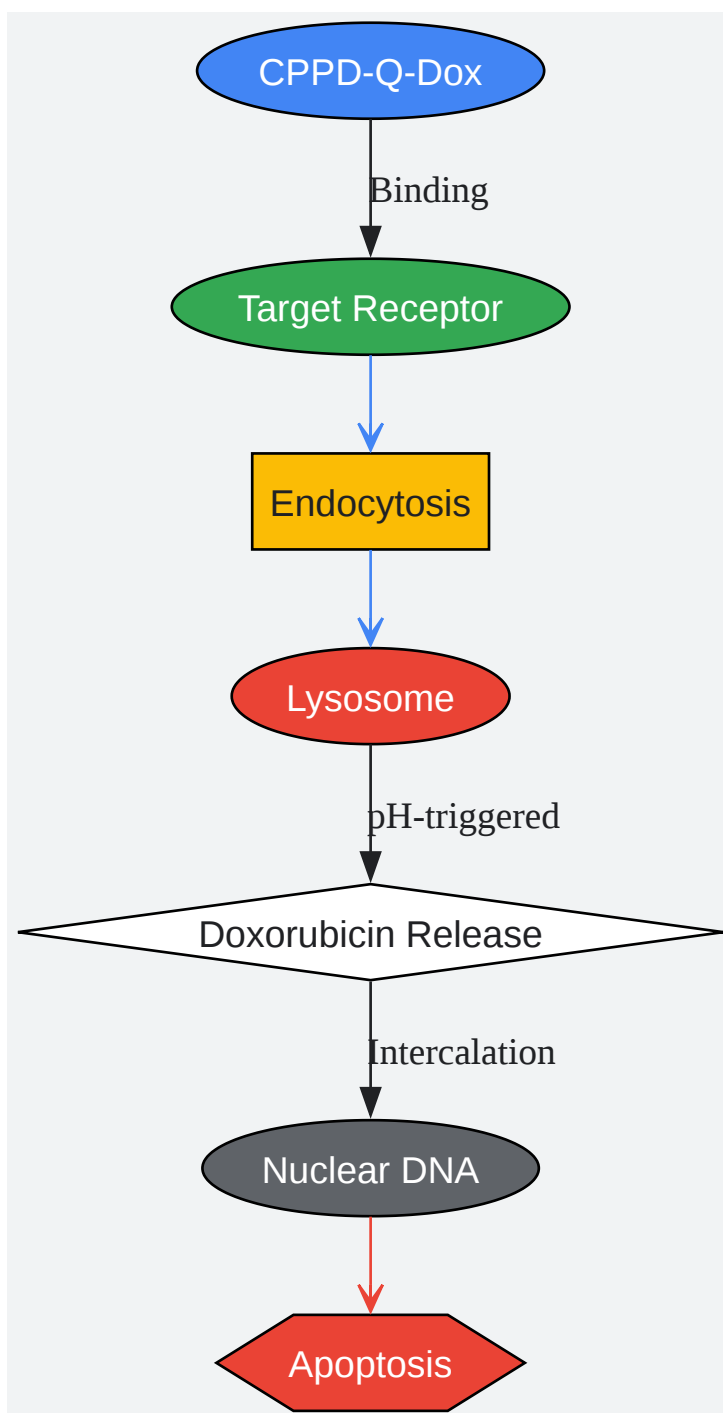 CPPD-Q-Dox
Binding
Target Receptor
Endocytosis
Lysosome
pH-triggered
Doxorubicin Release
Intercalation
Nuclear DNA
Apoptosis